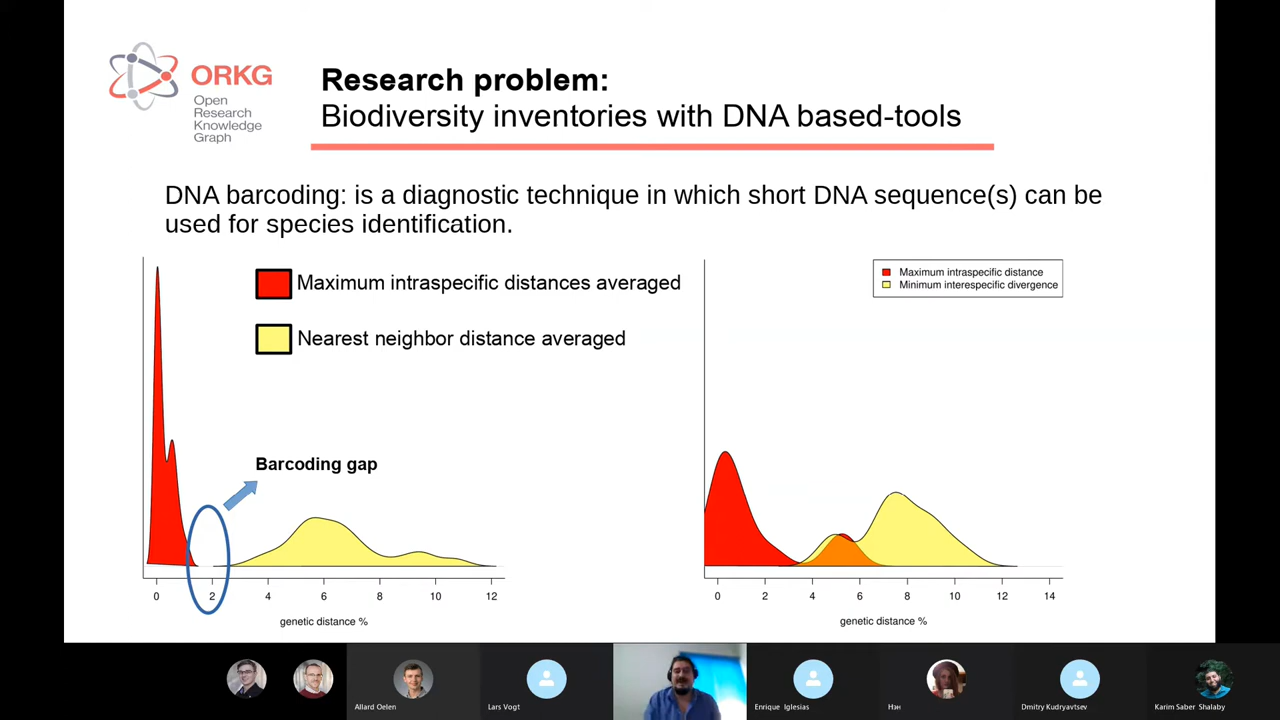 ORKG
Open
Research
Knowledge
Graph
Research problem:
Biodiversity inventories with DNA based-tools
DNA barcoding: is a diagnostic technique in which short DNA sequence(s) can be
used for species identification.
Maximum intraspecific distances averaged
Nearest neighbor distance averaged
Barcoding gap
0 2 4 6 8 10 12
genetic distance %
Maximum intraspecific distance
Minimum interespecific divergence
0 2 4 6 8 10 12 14
genetic distance %
Allard Oelen
Lars Vogt
Enrique Iglesias
Нэн
Dmitry Kudryavtsev
Karim Saber Shalaby